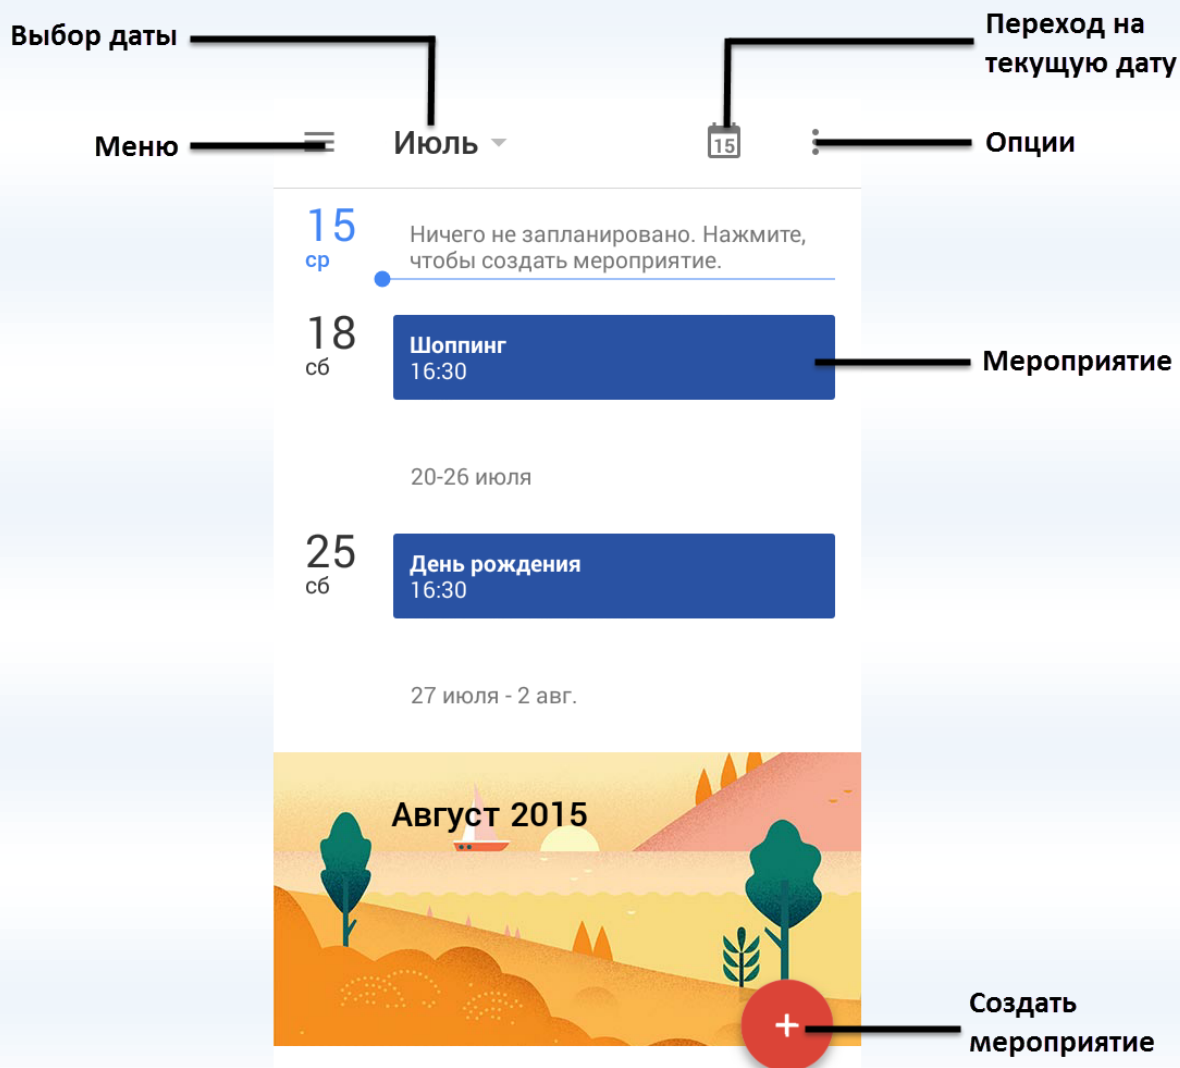 Выбор даты
Переход на
текущую дату
Меню
Июль
15
Опции
15
ср
Ничего не запланировано. Нажмите,
чтобы создать мероприятие.
18
сб
Шоппинг
16:30
Мероприятие
20-26 июля
25
сб
День рождения
16:30
27 июля - 2 авг.
Август 2015
Создать
мероприятие